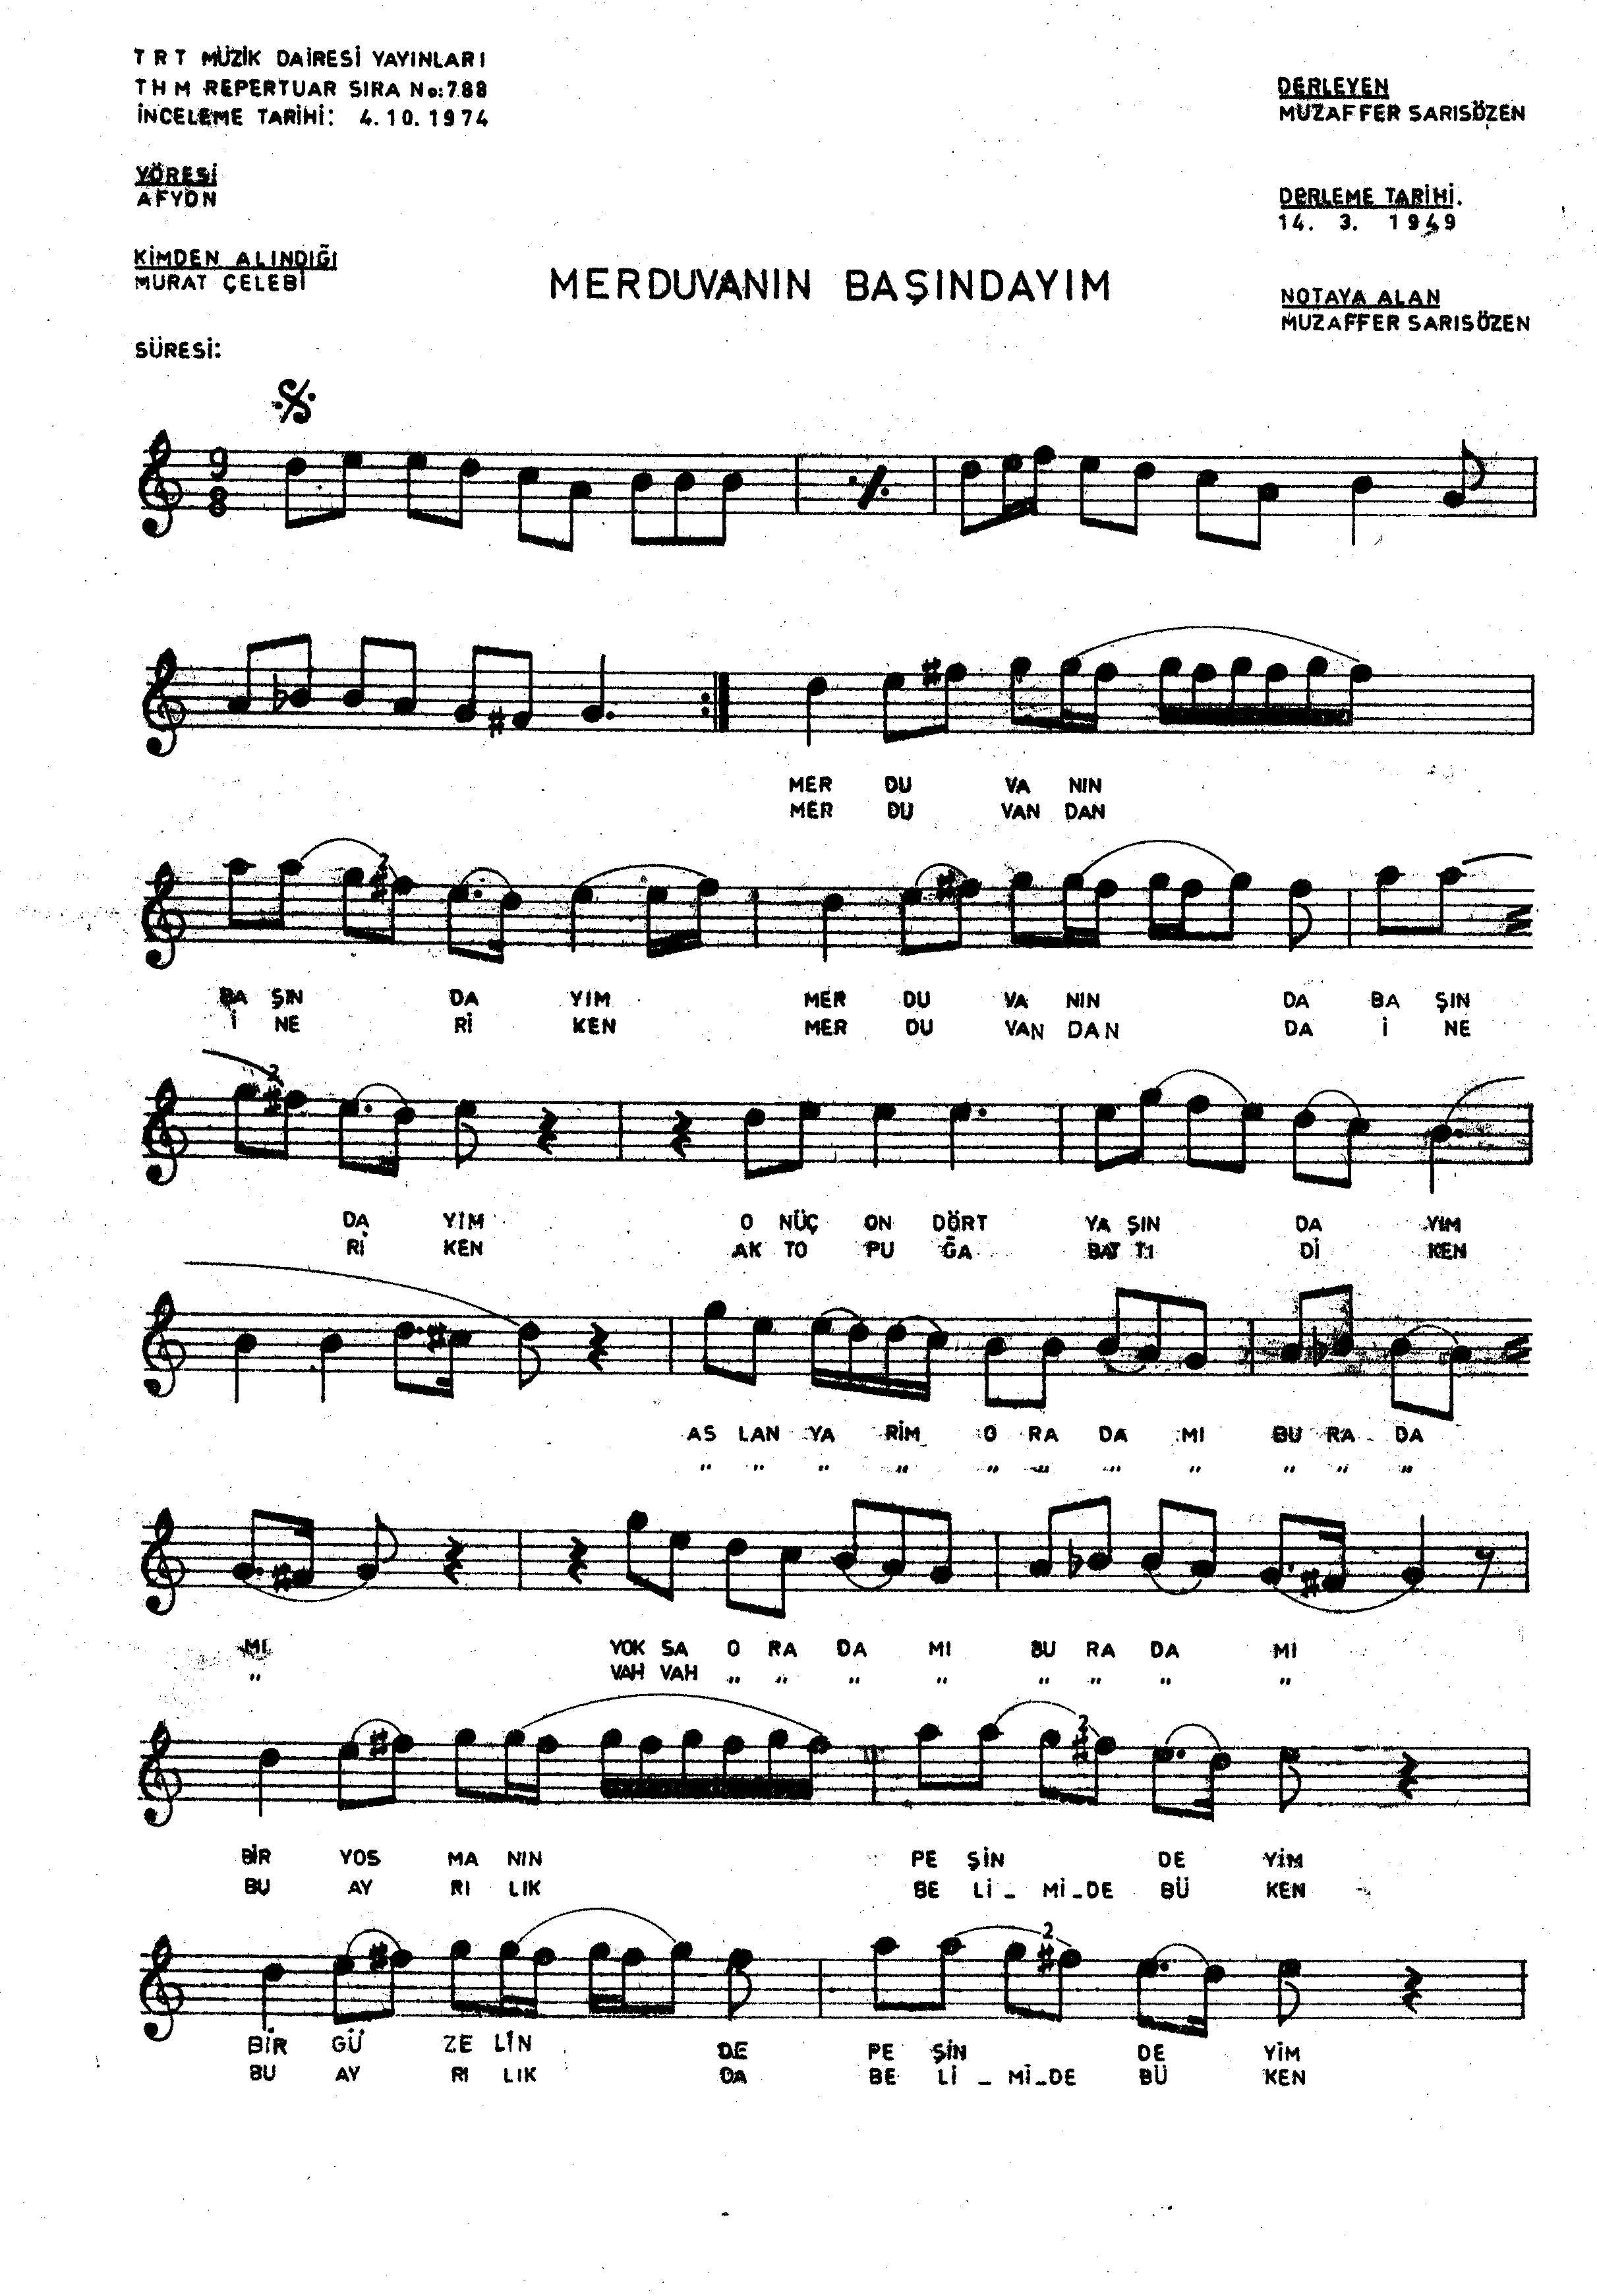 TRT MÜZİK DAİRESİ YAYINLARI
THM REPERTUAR SIRA No:788
İNCELEME TARİHİ: 4.10.1974
DERLEYEN
MUZAFFER SARISÖZEN
YÖRESİ
AFYON
DERLEME TARİHİ.
14. 3. 1949
KİMDEN ALINDIĞI
MURAT ÇELEBİ
MERDUVANIN BAŞINDAYIM
NOTAYA ALAN
MUZAFFER SARISÖZEN
SÜRESİ:
9
8
MER DU VA NIN
MER DU VAN DAN
2
BA ŞIN DA YIM MER DU VA NIN DA BA ŞIN
İ NE Rİ KEN MER DU VAN DAN DA İ NE
2
DA YIM O NÜÇ ON DÖRT YA ŞIN DA YIM
Rİ KEN AK TO PU ĞA BAT TI Dİ KEN
AS LAN YA RİM O RA DA MI BU RA DA
" " " " " " " " " " "
MI YOK SA O RA DA MI BU RA DA MI
" VAH VAH " " " " " " " "
2
BİR YOS MA NIN PE ŞİN DE YİM
BU AY RI LIK BE Lİ _ Mİ _DE BÜ KEN
2
BİR GÜ ZE LİN DE PE ŞİN DE YİM
BU AY RI LIK DA BE Lİ _ Mİ_DE BÜ KEN